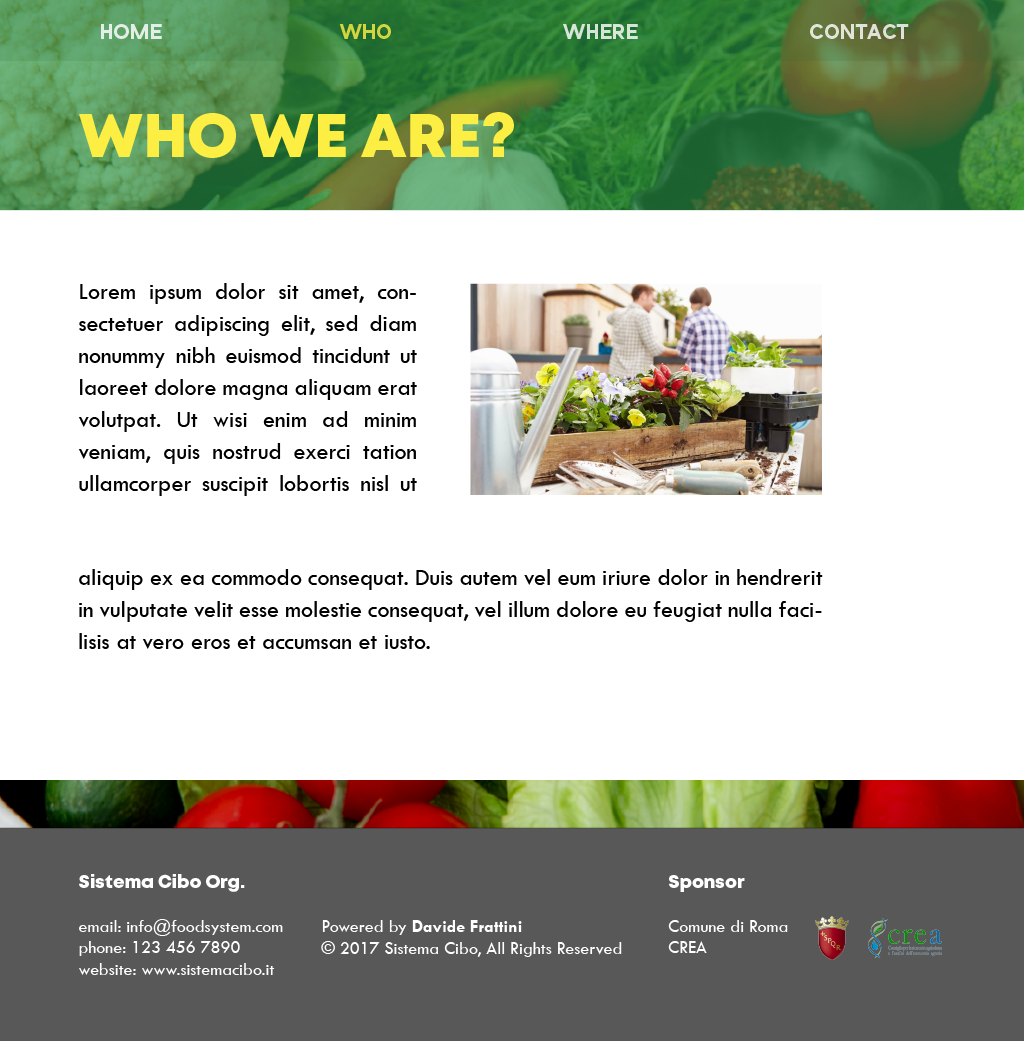 HOME WHO WHERE CONTACT
WHO WE ARE?
Lorem ipsum dolor sit amet, con-
sectetuer adipiscing elit, sed diam
nonummy nibh euismod tincidunt ut
laoreet dolore magna aliquam erat
volutpat. Ut wisi enim ad minim
veniam, quis nostrud exerci tation
ullamcorper suscipit lobortis nisl ut
aliquip ex ea commodo consequat. Duis autem vel eum iriure dolor in hendrerit
in vulputate velit esse molestie consequat, vel illum dolore eu feugiat nulla faci-
lisis at vero eros et accumsan et iusto.
Sistema Cibo Org.
email: info@foodsystem.com
phone: 123 456 7890
website: www.sistemacibo.it
Powered by Davide Frattini
© 2017 Sistema Cibo, All Rights Reserved
Sponsor
Comune di Roma
CREA
SPQR
crea